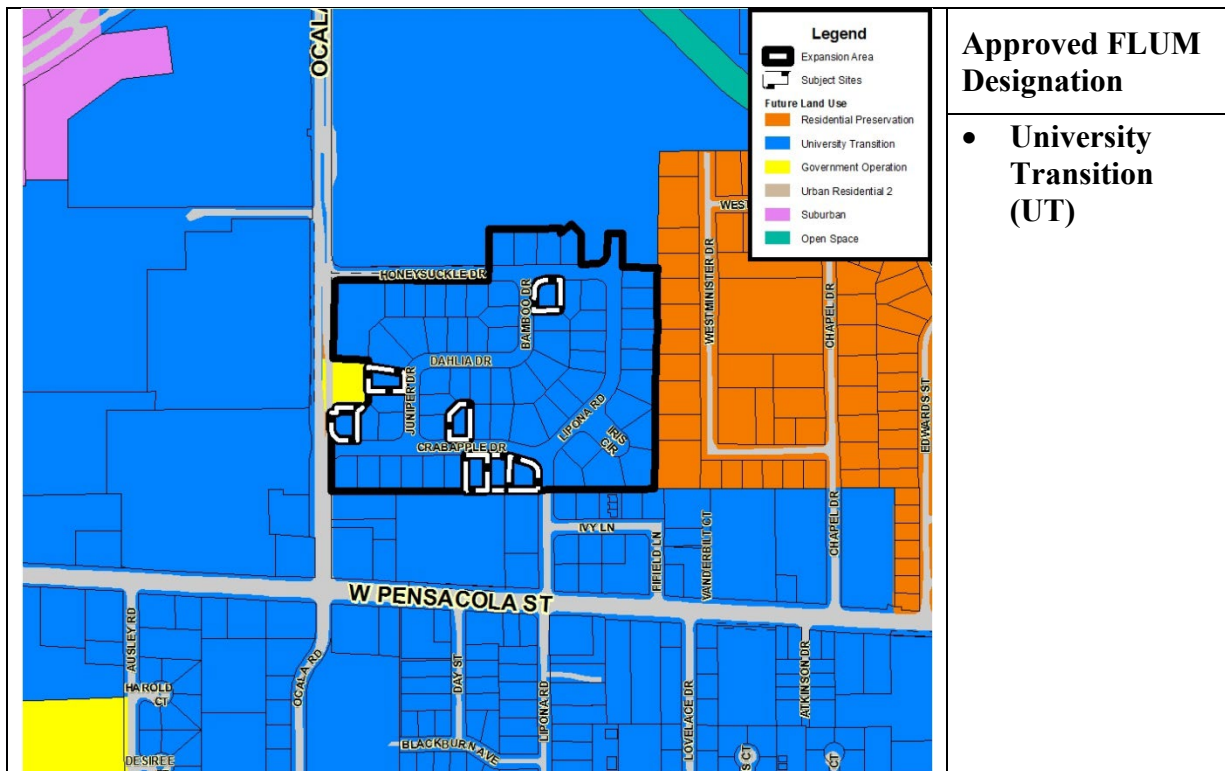 OCALA
Legend
Expansion Area
Subject Sites
Future Land Use
Residential Preservation
University Transition
Government Operation
Urban Residential 2
Suburban
Open Space
Approved FLUM
Designation
• University
Transition
(UT)
WEST
HONEYSUCKLE DR
BAMBOO DR
WESTMINISTER DR
CHAPEL DR
DAHLIA DR
JUNIPER DR
LIPONA RD
IRIS CIR
CRABAPPLE DR
EDWARDS ST
IVY LN
FIFIELD LN
VANDERBILT CT
CHAPEL DR
W PENSACOLA ST
AUSLEY RD
HAROLD
CT
OCALA RD
DAY ST
LIPONA RD
LOVELACE DR
ATKINSON DR
BLACKBURN AVE
DESIREE
S CT
CT